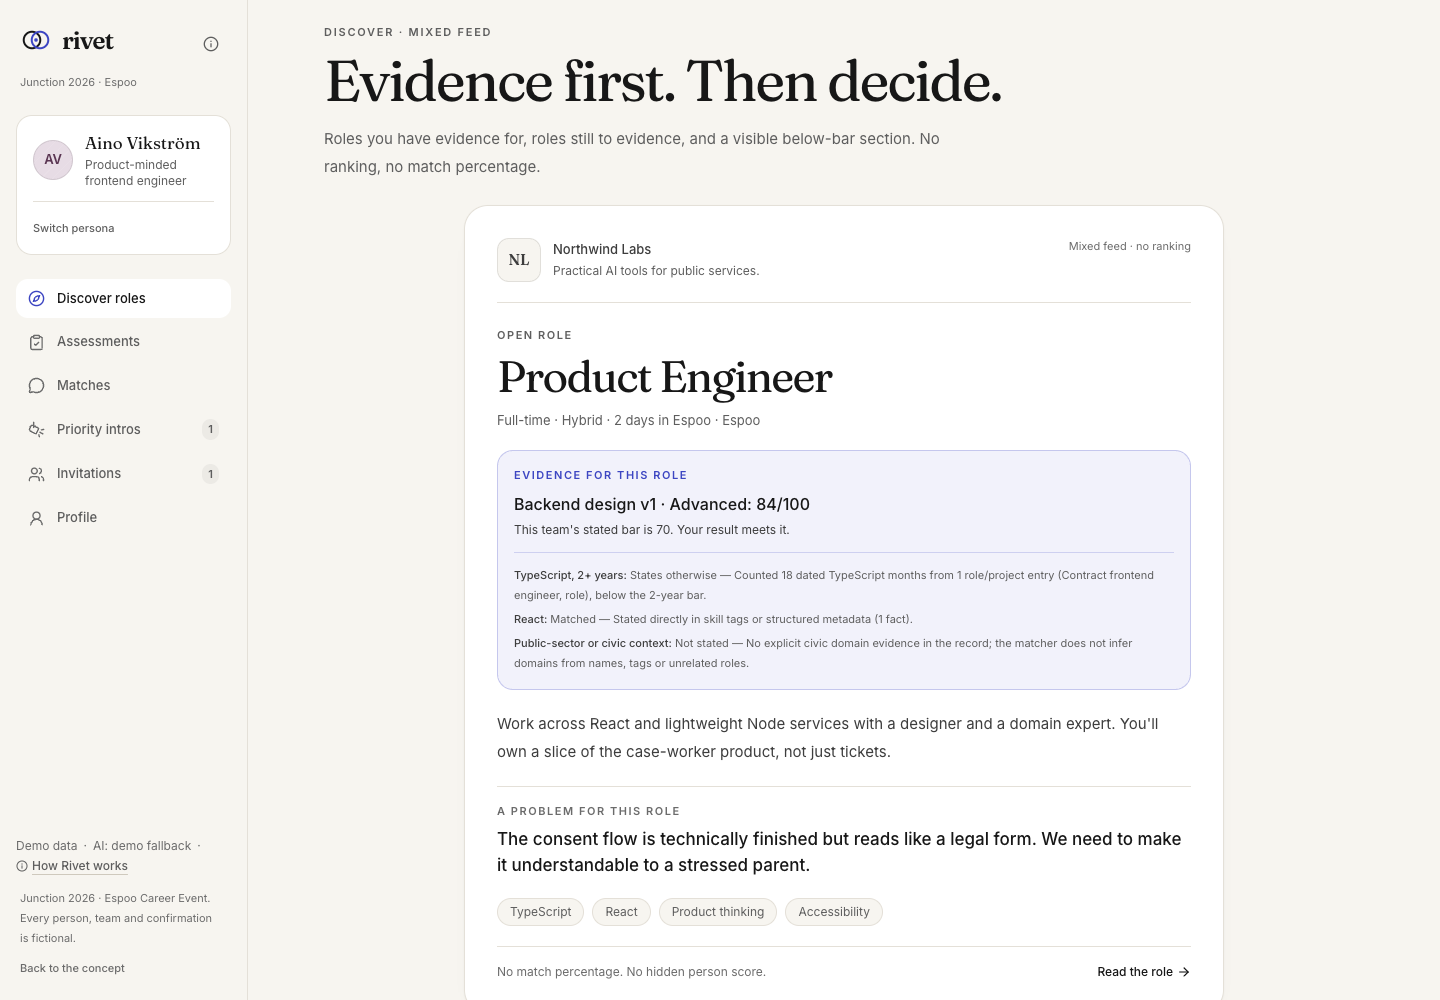 rivet
Junction 2026 · Espoo
AV
Aino Vikström
Product-minded
frontend engineer
Switch persona
Discover roles
Assessments
Matches
Priority intros
1
Invitations
1
Profile
Demo data · AI: demo fallback ·
How Rivet works
Junction 2026 · Espoo Career Event.
Every person, team and confirmation
is fictional.
Back to the concept
DISCOVER · MIXED FEED
Evidence first. Then decide.
Roles you have evidence for, roles still to evidence, and a visible below-bar section. No
ranking, no match percentage.
NL
Northwind Labs
Practical AI tools for public services.
Mixed feed · no ranking
OPEN ROLE
Product Engineer
Full-time · Hybrid · 2 days in Espoo · Espoo
EVIDENCE FOR THIS ROLE
Backend design v1 · Advanced: 84/100
This team's stated bar is 70. Your result meets it.
TypeScript, 2+ years: States otherwise — Counted 18 dated TypeScript months from 1 role/project entry (Contract frontend
engineer, role), below the 2-year bar.
React: Matched — Stated directly in skill tags or structured metadata (1 fact).
Public-sector or civic context: Not stated — No explicit civic domain evidence in the record; the matcher does not infer
domains from names, tags or unrelated roles.
Work across React and lightweight Node services with a designer and a domain expert. You'll
own a slice of the case-worker product, not just tickets.
A PROBLEM FOR THIS ROLE
The consent flow is technically finished but reads like a legal form. We need to make
it understandable to a stressed parent.
TypeScript
React
Product thinking
Accessibility
No match percentage. No hidden person score.
Read the role →